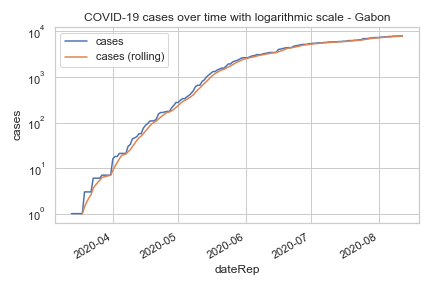 COVID-19 cases over time with logarithmic scale - Gabon
cases
cases (rolling)
10⁴
10³
10²
10¹
10⁰
cases
2020-04
2020-05
2020-06
2020-07
2020-08
dateRep